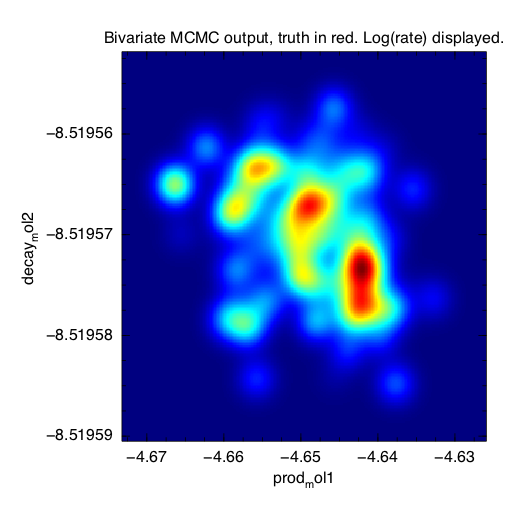 Bivariate MCMC output, truth in red. Log(rate) displayed.
−8.51956
−8.51957
−8.51958
−8.51959
decay_mol2
−4.67 −4.66 −4.65 −4.64 −4.63
prod_mol1